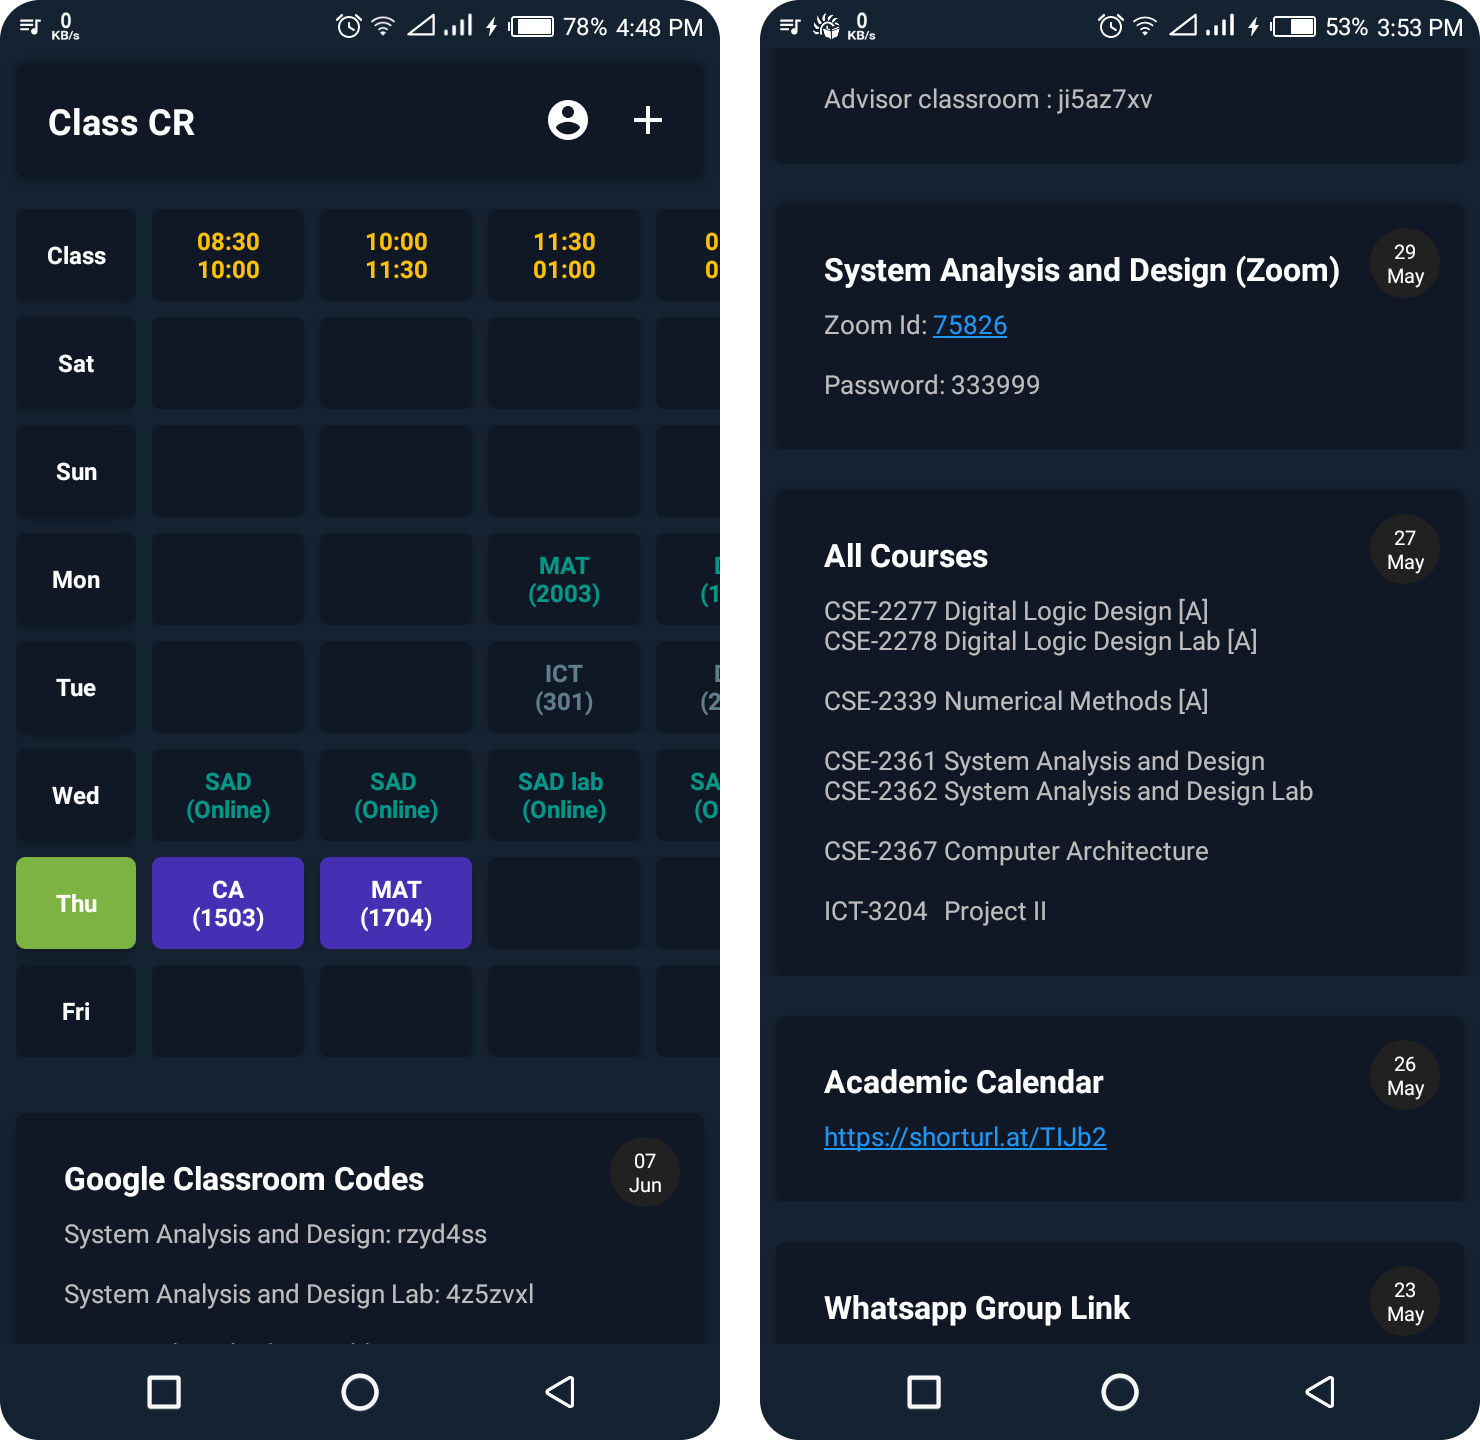 0
KB/s
78% 4:48 PM
Class CR
Class
08:30
10:00
10:00
11:30
11:30
01:00
0
0
Sat
Sun
Mon
MAT
(2003)
(1
Tue
ICT
(301)
(2
Wed
SAD
(Online)
SAD
(Online)
SAD lab
(Online)
SA
(O
Thu
CA
(1503)
MAT
(1704)
Fri
Google Classroom Codes
07
Jun
System Analysis and Design: rzyd4ss
System Analysis and Design Lab: 4z5zvxl
0
KB/s
53% 3:53 PM
Advisor classroom : ji5az7xv
System Analysis and Design (Zoom)
29
May
Zoom Id: 75826
Password: 333999
All Courses
27
May
CSE-2277 Digital Logic Design [A]
CSE-2278 Digital Logic Design Lab [A]
CSE-2339 Numerical Methods [A]
CSE-2361 System Analysis and Design
CSE-2362 System Analysis and Design Lab
CSE-2367 Computer Architecture
ICT-3204 Project II
Academic Calendar
26
May
https://shorturl.at/TIJb2
Whatsapp Group Link
23
May